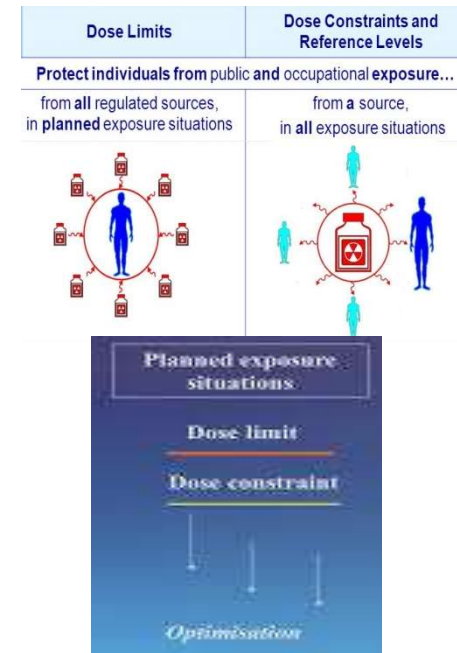 Dose Limits
Dose Constraints and
Reference Levels
Protect individuals from public and occupational exposure…
from all regulated sources,
in planned exposure situations
from a source,
in all exposure situations
Planned exposure
situations
Dose limit
Dose constraint
Optimisation